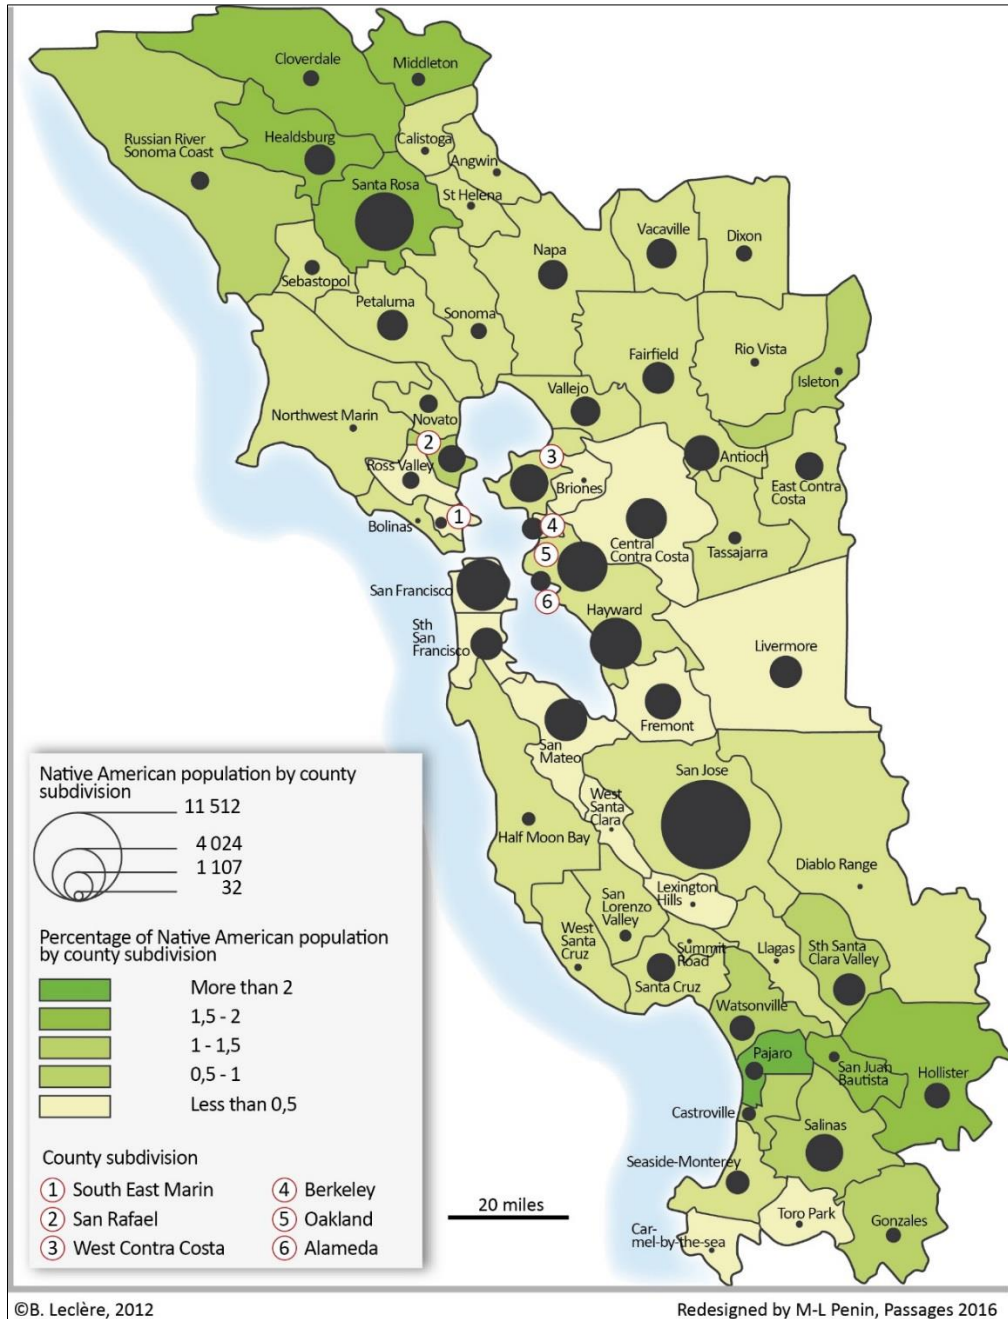 Cloverdale
Middleton
Healdsburg
Russian River
Sonoma Coast
Calistoga
Angwin
Santa Rosa
St Helena
Napa
Vacaville
Dixon
Sebastopol
Petaluma
Sonoma
Fairfield
Rio Vista
Isleton
Vallejo
Northwest Marin
Novato
2
Ross Valley
3
Briones
Antioch
East Contra
Costa
Bolinas
1
4
5
Central
Contra Costa
Tassajarra
San Francisco
6
Hayward
Sth
San
Francisco
Livermore
Fremont
San
Mateo
San Jose
West
Santa
Clara
Half Moon Bay
Diablo Range
Lexington
Hills
San
Lorenzo
Valley
West
Santa
Cruz
Summit
Road
Santa Cruz
Llagas
Sth Santa
Clara Valley
Watsonville
Pajaro
San Juan
Bautista
Hollister
Castroville
Salinas
Seaside-Monterey
Toro Park
Car-
mel-by-the-sea
Gonzales
Native American population by county
subdivision
11 512
4 024
1 107
32
Percentage of Native American population
by county subdivision
More than 2
1,5 - 2
1 - 1,5
0,5 - 1
Less than 0,5
County subdivision
1 South East Marin
2 San Rafael
3 West Contra Costa
4 Berkeley
5 Oakland
6 Alameda
20 miles
©B. Leclère, 2012
Redesigned by M-L Penin, Passages 2016